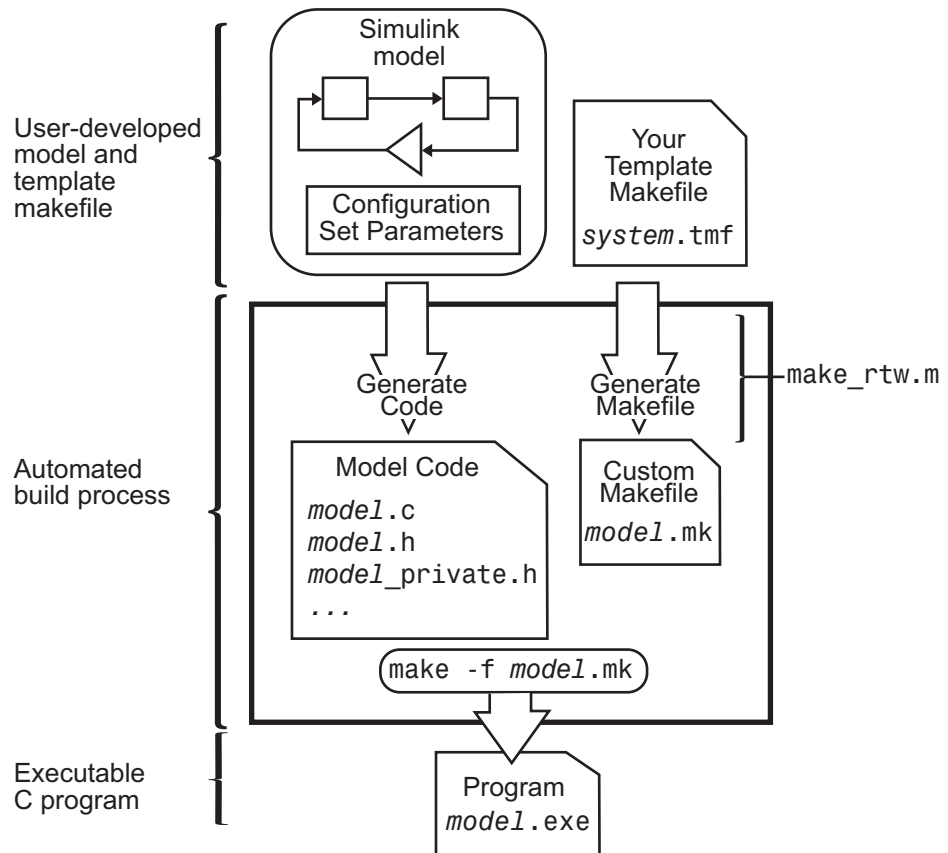 Simulink
model
Configuration
Set Parameters
Your
Template
Makefile
system.tmf
User-developed
model and
template
makefile
Generate
Code
Generate
Makefile
make_rtw.m
Automated
build process
Model Code
model.c
model.h
model_private.h
...
Custom
Makefile
model.mk
make -f model.mk
Executable
C program
Program
model.exe